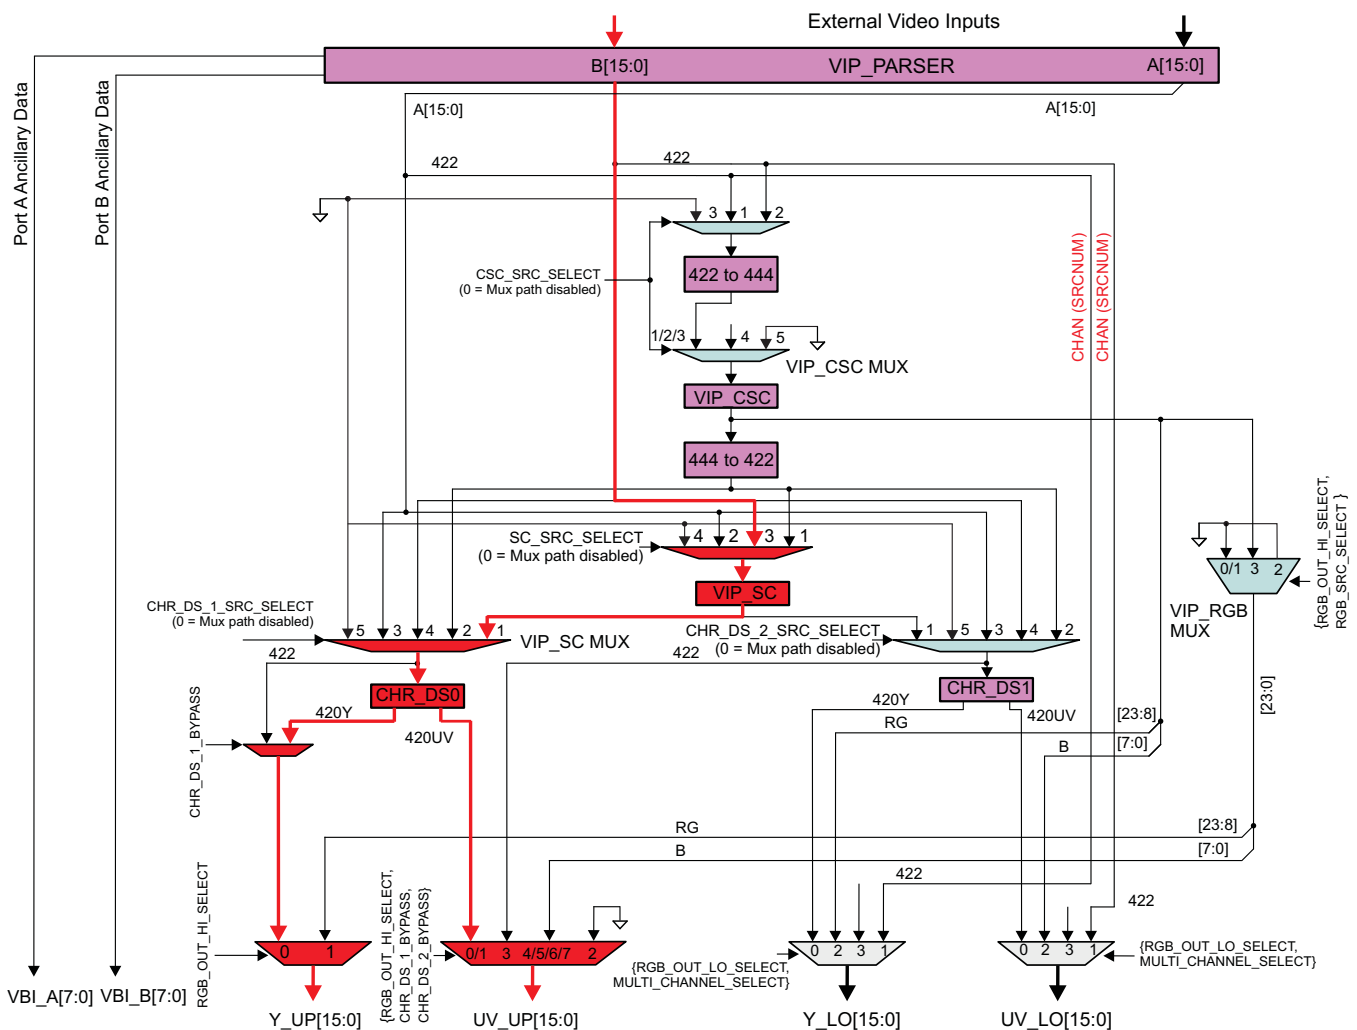 External Video Inputs
B[15:0]
VIP_PARSER
A[15:0]
A[15:0]
A[15:0]
Port A Ancillary Data
Port B Ancillary Data
422
422
3 1 2
CSC_SRC_SELECT
(0 = Mux path disabled)
422 to 444
CHAN (SRCNUM)
CHAN (SRCNUM)
1/2/3 4 5
VIP_CSC MUX
VIP_CSC
444 to 422
SC_SRC_SELECT
(0 = Mux path disabled)
4 2 3 1
{RGB_OUT_HI_SELECT,
RGB_SRC_SELECT }
0/1 3 2
VIP_RGB
MUX
VIP_SC
CHR_DS_1_SRC_SELECT
(0 = Mux path disabled)
5 3 4 2 1
VIP_SC MUX
CHR_DS_2_SRC_SELECT
(0 = Mux path disabled)
1 5 3 4 2
422
422
CHR_DS0
CHR_DS1
420Y
420UV
420Y
420UV
RG
[23:8]
B
[7:0]
[23:0]
CHR_DS_1_BYPASS
RG
[23:8]
B
[7:0]
422
422
RGB_OUT_HI_SELECT
0 1
{RGB_OUT_HI_SELECT,
CHR_DS_1_BYPASS,
CHR_DS_2_BYPASS}
0/1 3 4/5/6/7 2
0 2 3 1
{RGB_OUT_LO_SELECT,
MULTI_CHANNEL_SELECT}
0 2 3 1
{RGB_OUT_LO_SELECT,
MULTI_CHANNEL_SELECT}
VBI_A[7:0]
VBI_B[7:0]
Y_UP[15:0]
UV_UP[15:0]
Y_LO[15:0]
UV_LO[15:0]